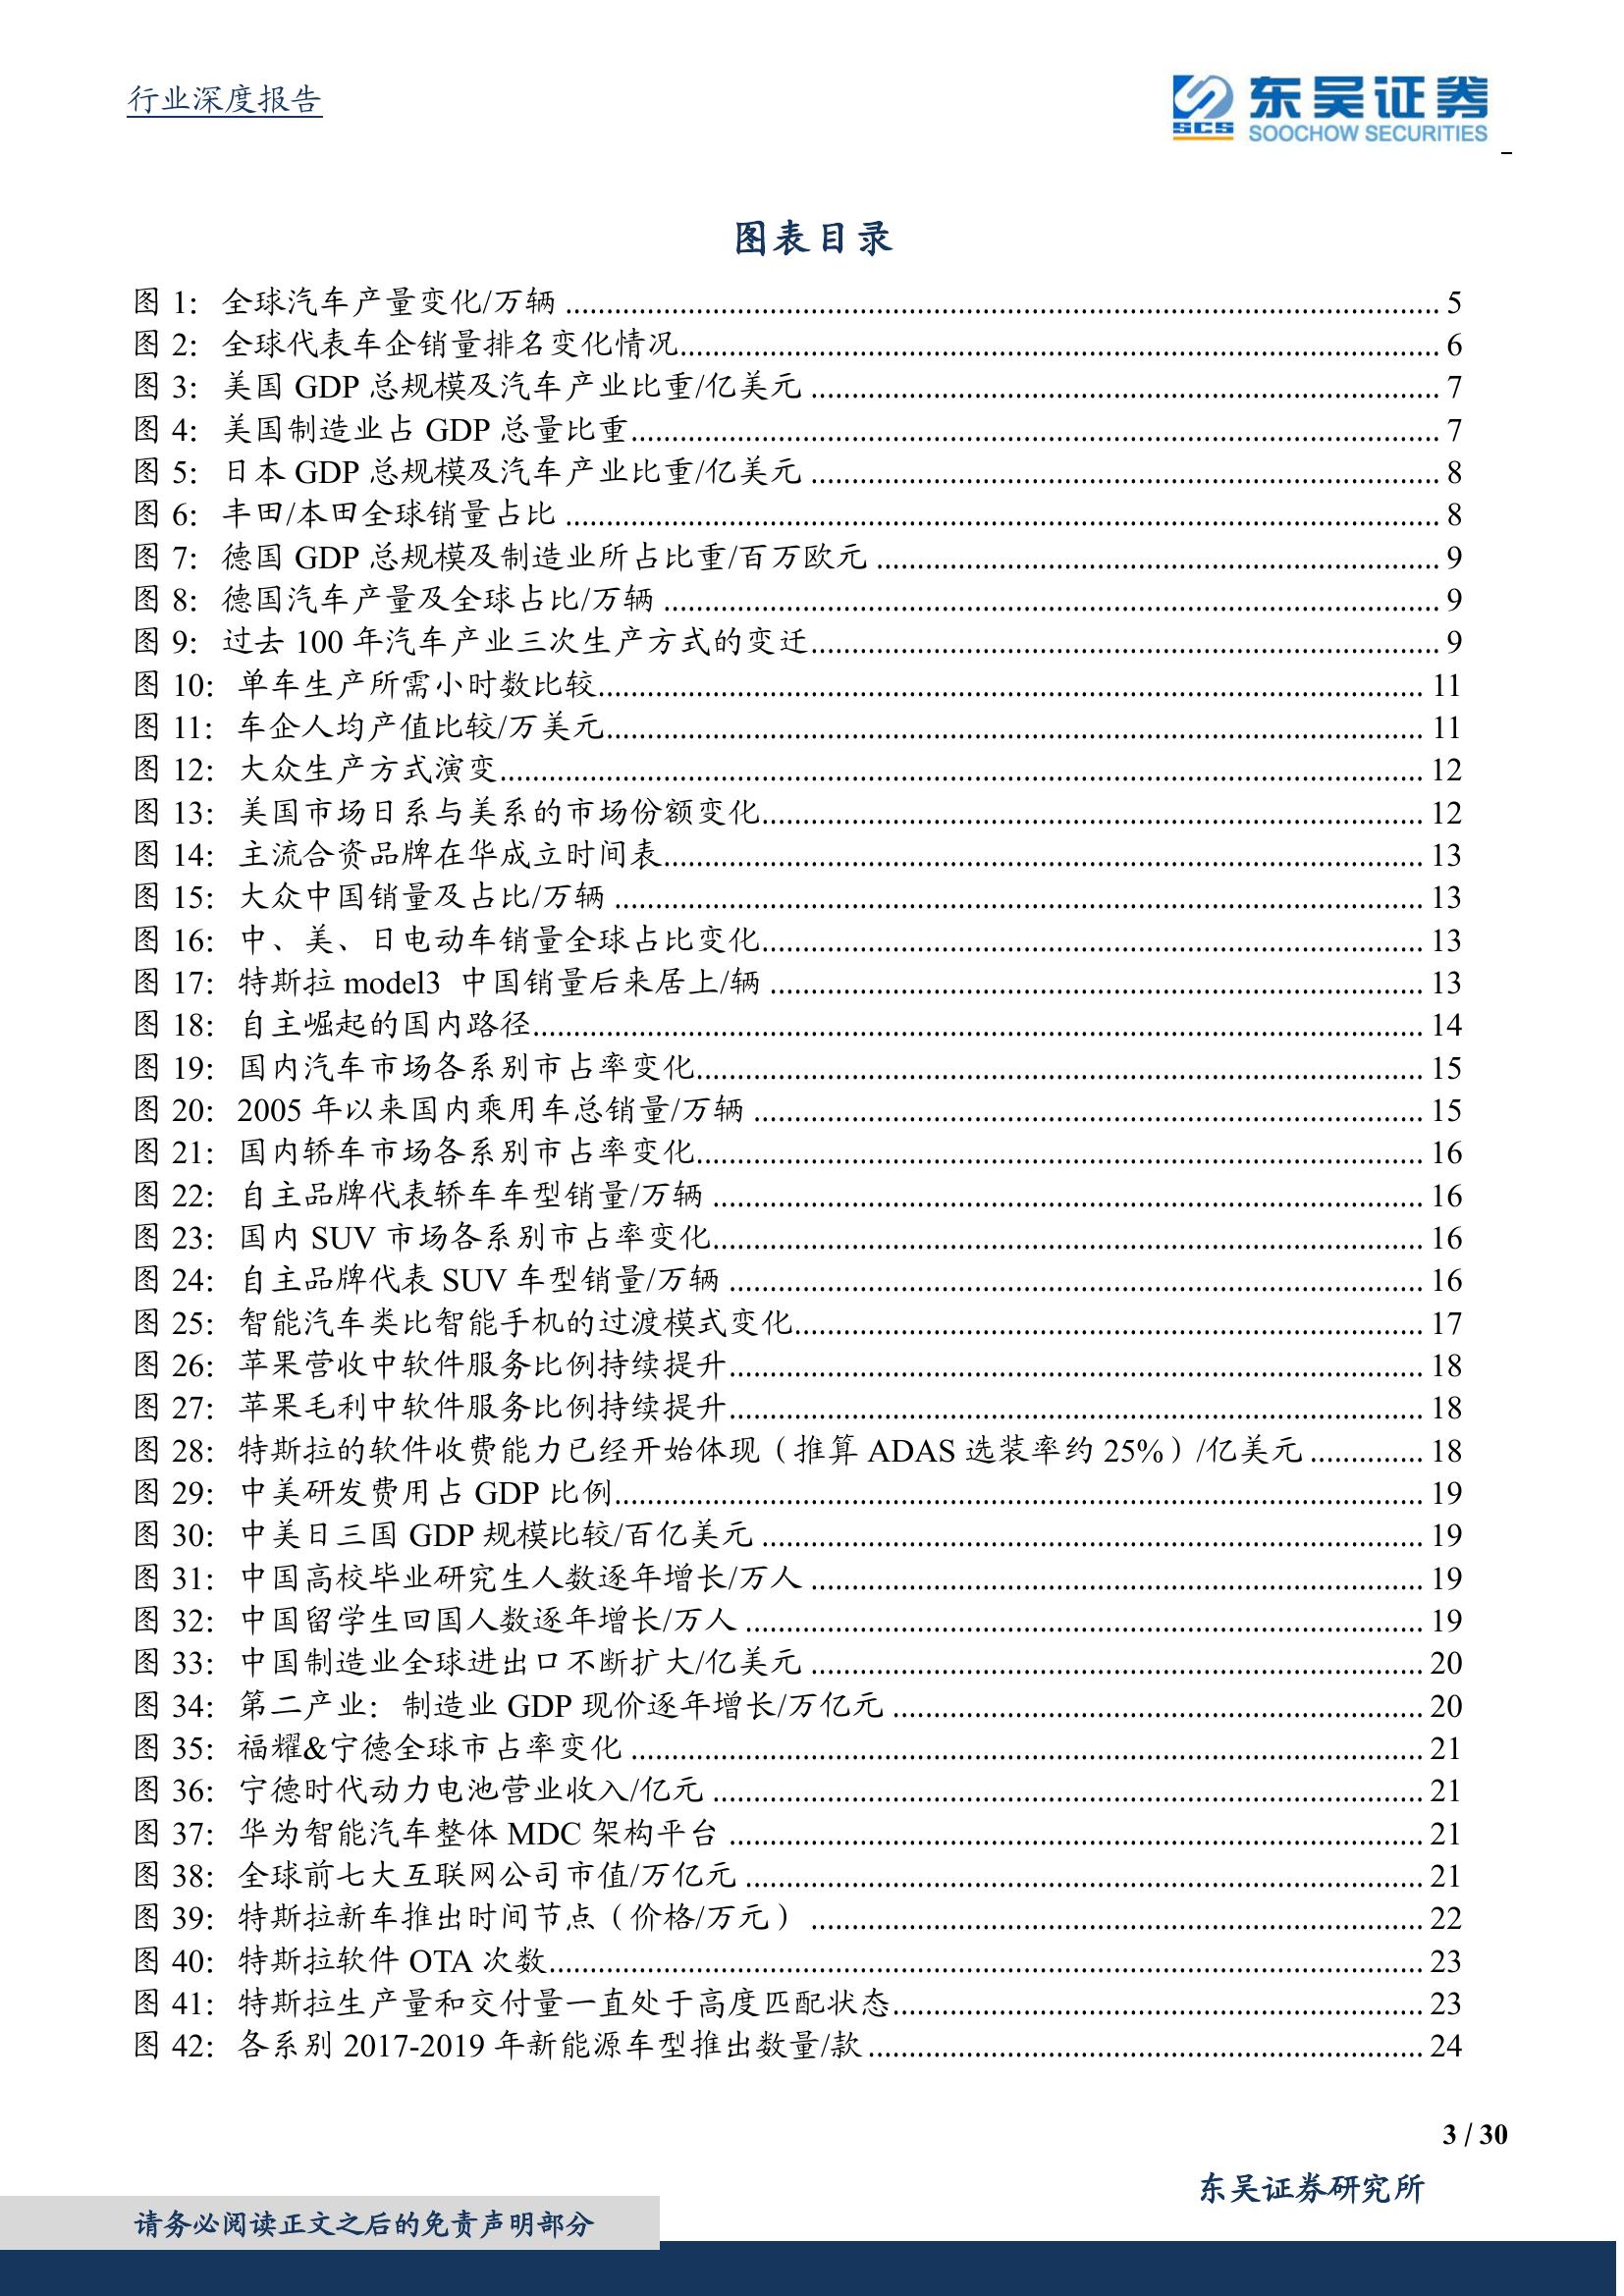 行业深度报告
SCS 东吴证券
SOOCHOW SECURITIES
图表目录
图 1：全球汽车产量变化/万辆 ........ 5
图 2：全球代表车企销量排名变化情况........ 6
图 3：美国 GDP 总规模及汽车产业比重/亿美元 ........ 7
图 4：美国制造业占 GDP 总量比重........ 7
图 5：日本 GDP 总规模及汽车产业比重/亿美元 ........ 8
图 6：丰田/本田全球销量占比 ........ 8
图 7：德国 GDP 总规模及制造业所占比重/百万欧元 ........ 9
图 8：德国汽车产量及全球占比/万辆 ........ 9
图 9：过去 100 年汽车产业三次生产方式的变迁........ 9
图 10：单车生产所需小时数比较........ 11
图 11：车企人均产值比较/万美元........ 11
图 12：大众生产方式演变........ 12
图 13：美国市场日系与美系的市场份额变化........ 12
图 14：主流合资品牌在华成立时间表........ 13
图 15：大众中国销量及占比/万辆 ........ 13
图 16：中、美、日电动车销量全球占比变化........ 13
图 17：特斯拉 model3 中国销量后来居上/辆 ........ 13
图 18：自主崛起的国内路径........ 14
图 19：国内汽车市场各系别市占率变化........ 15
图 20：2005 年以来国内乘用车总销量/万辆 ........ 15
图 21：国内轿车市场各系别市占率变化........ 16
图 22：自主品牌代表轿车车型销量/万辆 ........ 16
图 23：国内 SUV 市场各系别市占率变化........ 16
图 24：自主品牌代表 SUV 车型销量/万辆 ........ 16
图 25：智能汽车类比智能手机的过渡模式变化........ 17
图 26：苹果营收中软件服务比例持续提升........ 18
图 27：苹果毛利中软件服务比例持续提升........ 18
图 28：特斯拉的软件收费能力已经开始体现（推算 ADAS 选装率约 25%）/亿美元 ........ 18
图 29：中美研发费用占 GDP 比例........ 19
图 30：中美日三国 GDP 规模比较/百亿美元 ........ 19
图 31：中国高校毕业研究生人数逐年增长/万人 ........ 19
图 32：中国留学生回国人数逐年增长/万人 ........ 19
图 33：中国制造业全球进出口不断扩大/亿美元 ........ 20
图 34：第二产业：制造业 GDP 现价逐年增长/万亿元 ........ 20
图 35：福耀&宁德全球市占率变化 ........ 21
图 36：宁德时代动力电池营业收入/亿元 ........ 21
图 37：华为智能汽车整体 MDC 架构平台 ........ 21
图 38：全球前七大互联网公司市值/万亿元 ........ 21
图 39：特斯拉新车推出时间节点（价格/万元） ........ 22
图 40：特斯拉软件 OTA 次数........ 23
图 41：特斯拉生产量和交付量一直处于高度匹配状态........ 23
图 42：各系别 2017-2019 年新能源车型推出数量/款........ 24
3 / 30
东吴证券研究所
请务必阅读正文之后的免责声明部分